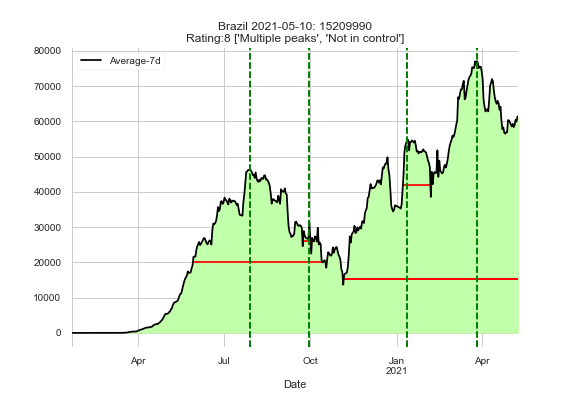 Brazil 2021-05-10: 15209990
Rating:8 ['Multiple peaks', 'Not in control']
Average-7d
80000
70000
60000
50000
40000
30000
20000
10000
0
Apr
Jul
Oct
Jan
2021
Apr
Date